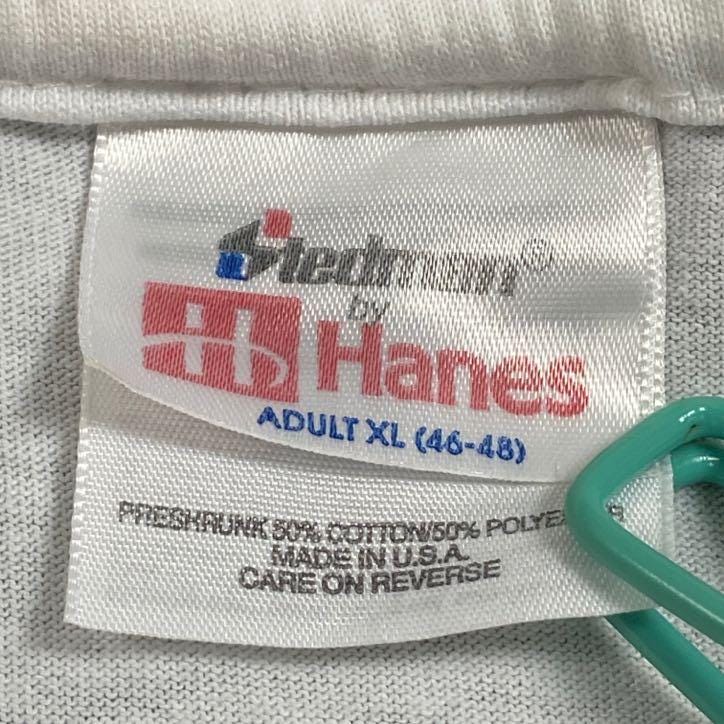 Stedman®
by
H Hanes
ADULT XL (46-48)
PRESHRUNK 50% COTTON/50% POLYE
MADE IN U.S.A.
CARE ON REVERSE